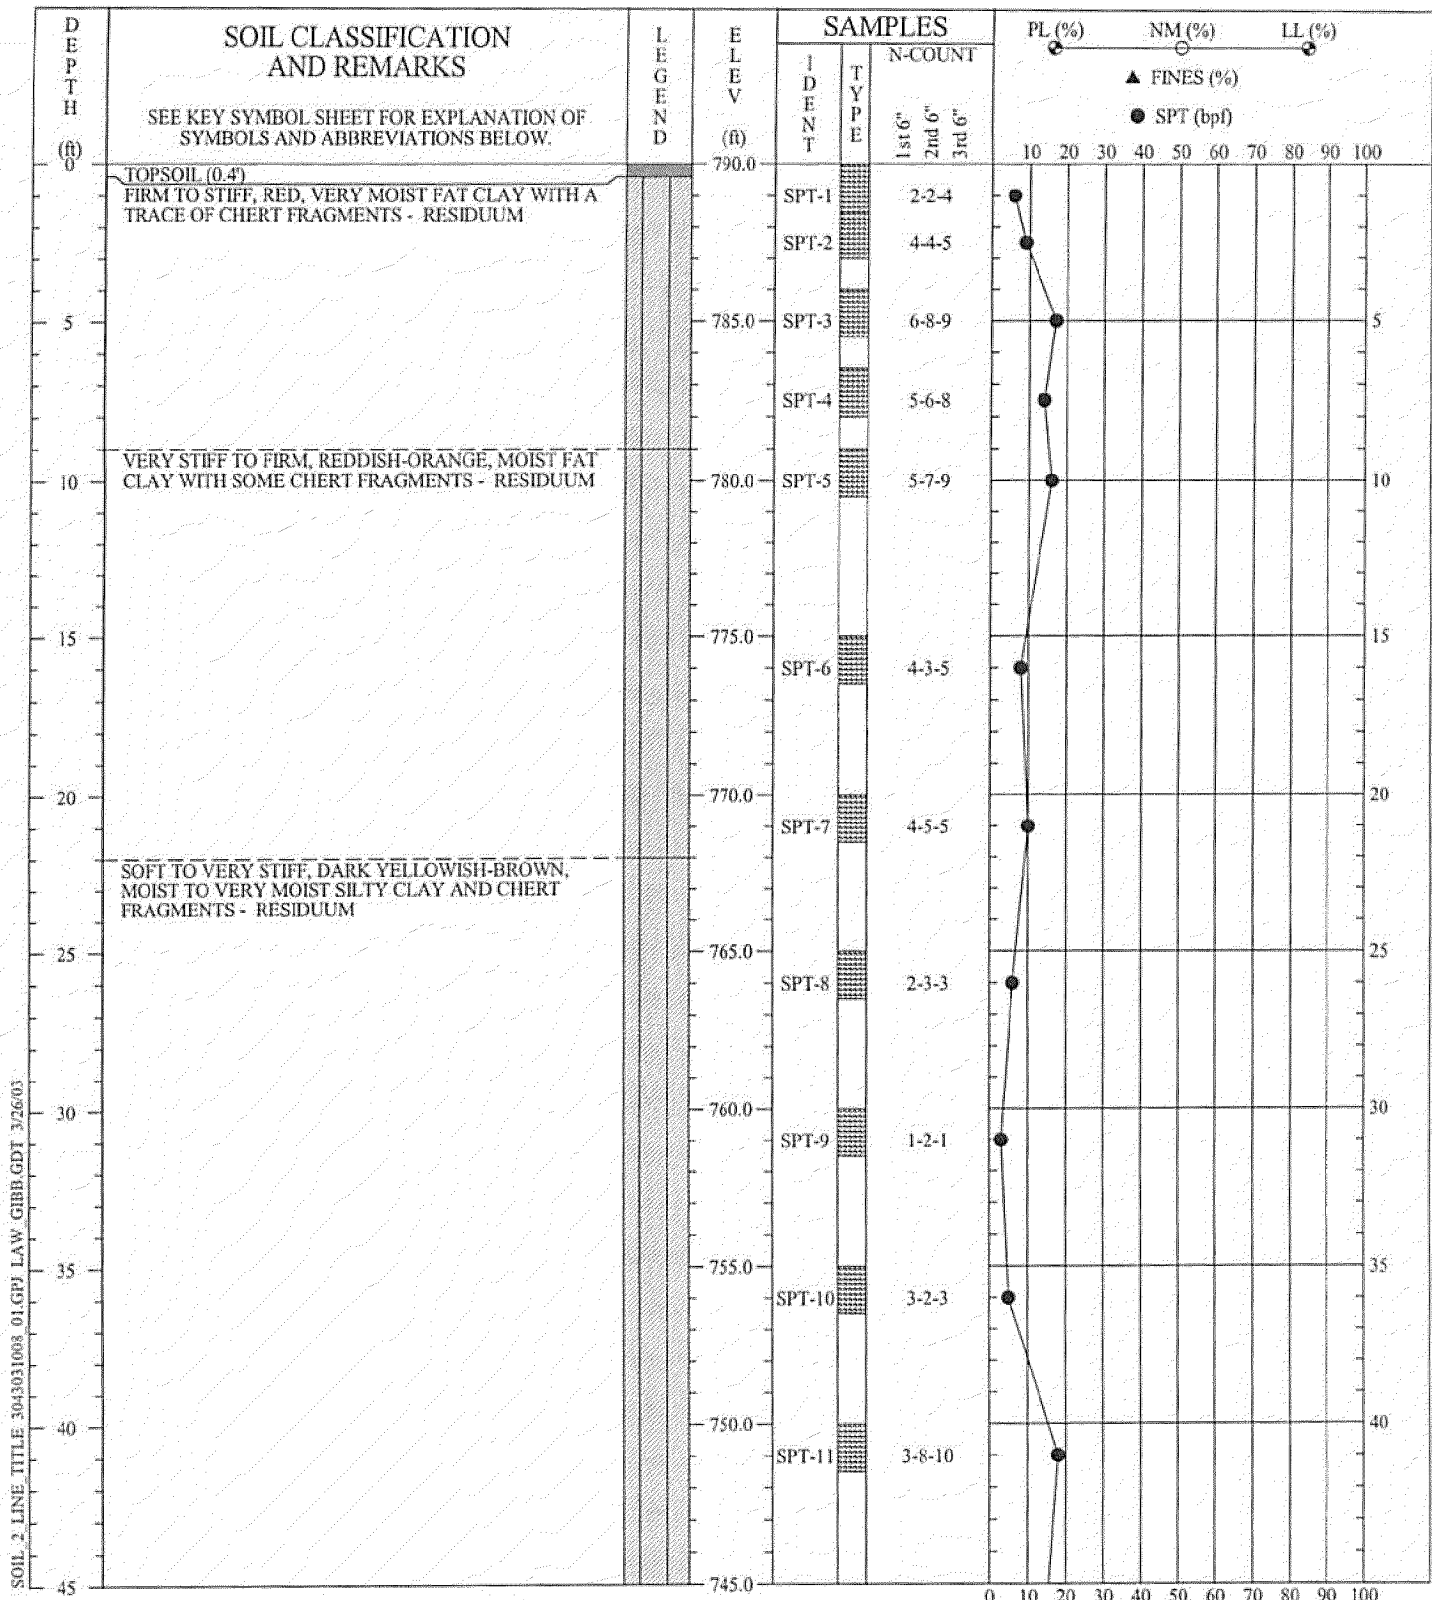 DEPTH (ft)
SOIL CLASSIFICATION
AND REMARKS
SEE KEY SYMBOL SHEET FOR EXPLANATION OF
SYMBOLS AND ABBREVIATIONS BELOW.
LEGEND
ELEV (ft)
SAMPLES
IDENT
TYPE
N-COUNT
1st 6"
2nd 6"
3rd 6"
PL (%) NM (%) LL (%)
▲ FINES (%)
● SPT (bpf)
10 20 30 40 50 60 70 80 90 100
0 790.0
TOPSOIL (0.4')
FIRM TO STIFF, RED, VERY MOIST FAT CLAY WITH A
TRACE OF CHERT FRAGMENTS - RESIDUUM
SPT-1 2-2-4
SPT-2 4-4-5
5 785.0 SPT-3 6-8-9 5
SPT-4 5-6-8
VERY STIFF TO FIRM, REDDISH-ORANGE, MOIST FAT
CLAY WITH SOME CHERT FRAGMENTS - RESIDUUM
10 780.0 SPT-5 5-7-9 10
15 775.0 15
SPT-6 4-3-5
20 770.0 20
SPT-7 4-5-5
SOFT TO VERY STIFF, DARK YELLOWISH-BROWN,
MOIST TO VERY MOIST SILTY CLAY AND CHERT
FRAGMENTS - RESIDUUM
25 765.0 25
SPT-8 2-3-3
30 760.0 30
SPT-9 1-2-1
35 755.0 35
SPT-10 3-2-3
40 750.0 40
SPT-11 3-8-10
45 745.0
0 10 20 30 40 50 60 70 80 90 100
SOIL_2_LINE_TITLE 3043031008_01.GPJ LAW_GIBB.GDT 3/26/03